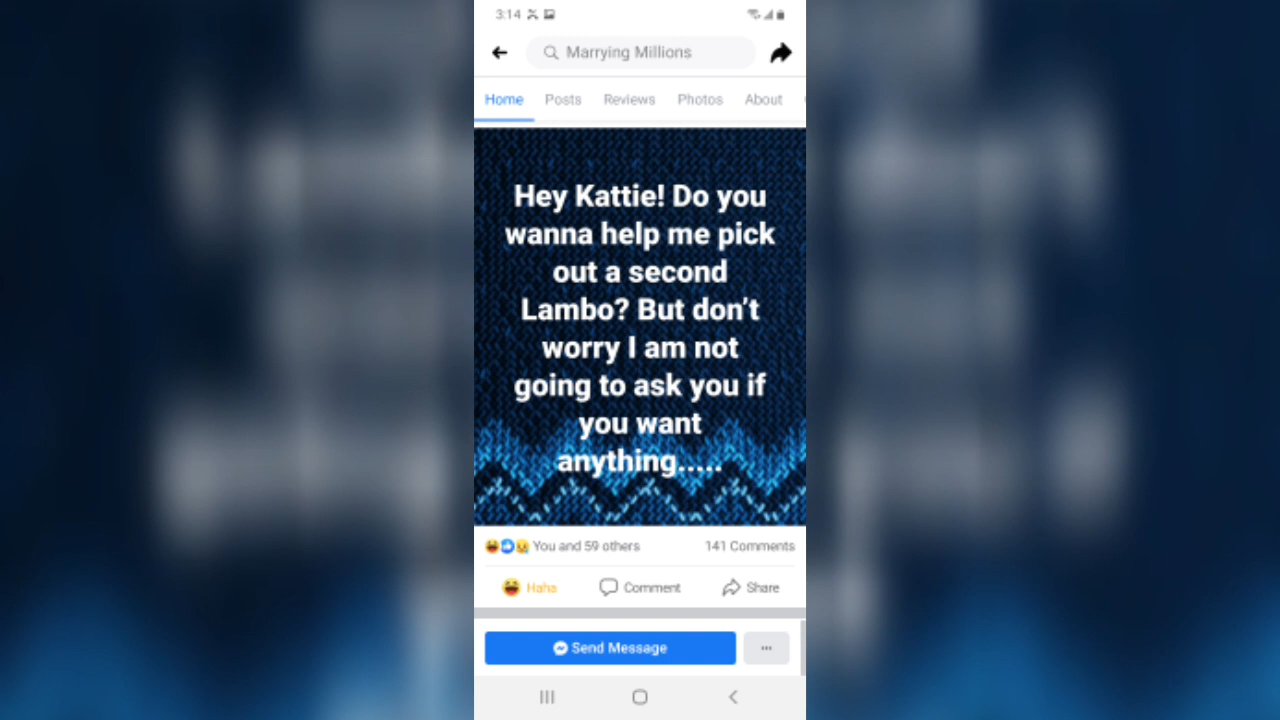 3:14
Marrying Millions
Home Posts Reviews Photos About
Hey Kattie! Do you
wanna help me pick
out a second
Lambo? But don't
worry I am not
going to ask you if
you want
anything.....
You and 59 others 141 Comments
Haha Comment Share
Send Message